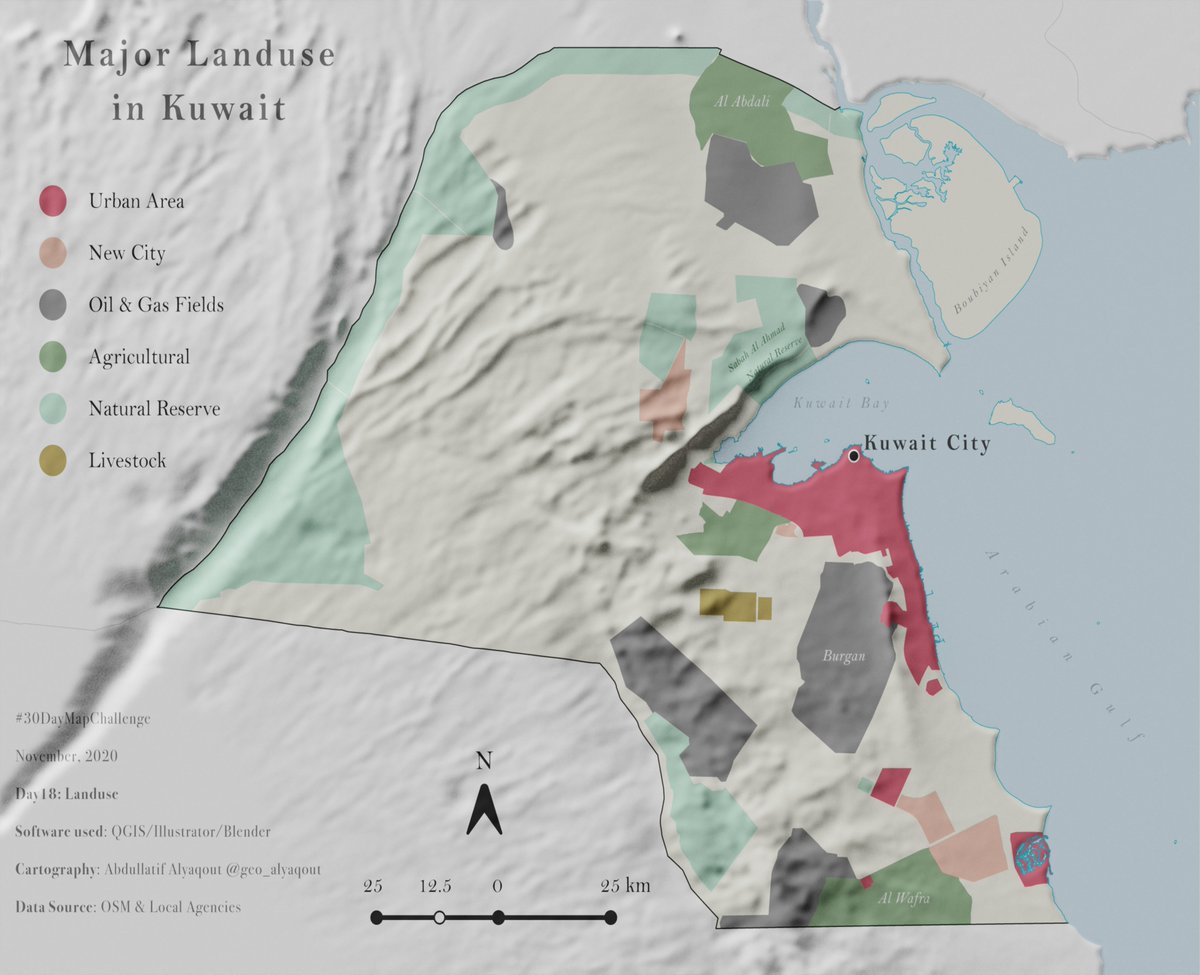 Major Landuse
in Kuwait
Urban Area
New City
Oil & Gas Fields
Agricultural
Natural Reserve
Livestock
Al Abdali
Boubiyan Island
Sabah Al Ahmad
Natural Reserve
Kuwait Bay
Kuwait City
Arabian Gulf
Burgan
Al Wafra
#30DayMapChallenge
November, 2020
Day18: Landuse
Software used: QGIS/Illustrator/Blender
Cartography: Abdullatif Alyaqout @geo_alyaqout
Data Source: OSM & Local Agencies
N
25 12.5 0 25 km